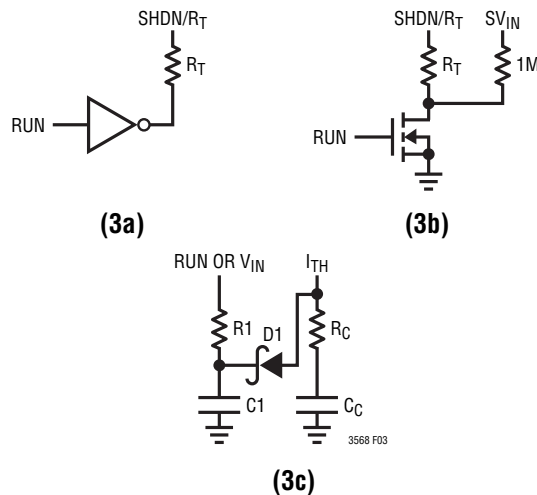 SHDN/RT
RT
RUN
(3a)
SHDN/RT
SVIN
RT
1M
RUN
(3b)
RUN OR VIN
ITH
R1
D1
RC
C1
CC
3568 F03
(3c)